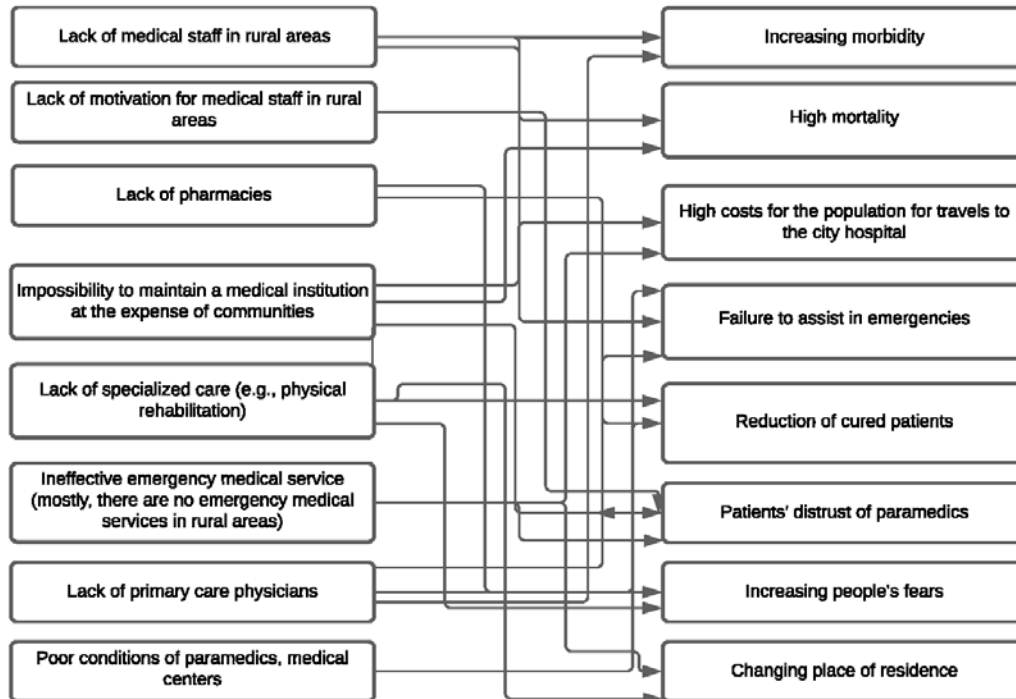 Lack of medical staff in rural areas
Lack of motivation for medical staff in rural
areas
Lack of pharmacies
Impossibility to maintain a medical institution
at the expense of communities
Lack of specialized care (e.g., physical
rehabilitation)
Ineffective emergency medical service
(mostly, there are no emergency medical
services in rural areas)
Lack of primary care physicians
Poor conditions of paramedics, medical
centers
Increasing morbidity
High mortality
High costs for the population for travels to
the city hospital
Failure to assist in emergencies
Reduction of cured patients
Patients' distrust of paramedics
Increasing people's fears
Changing place of residence